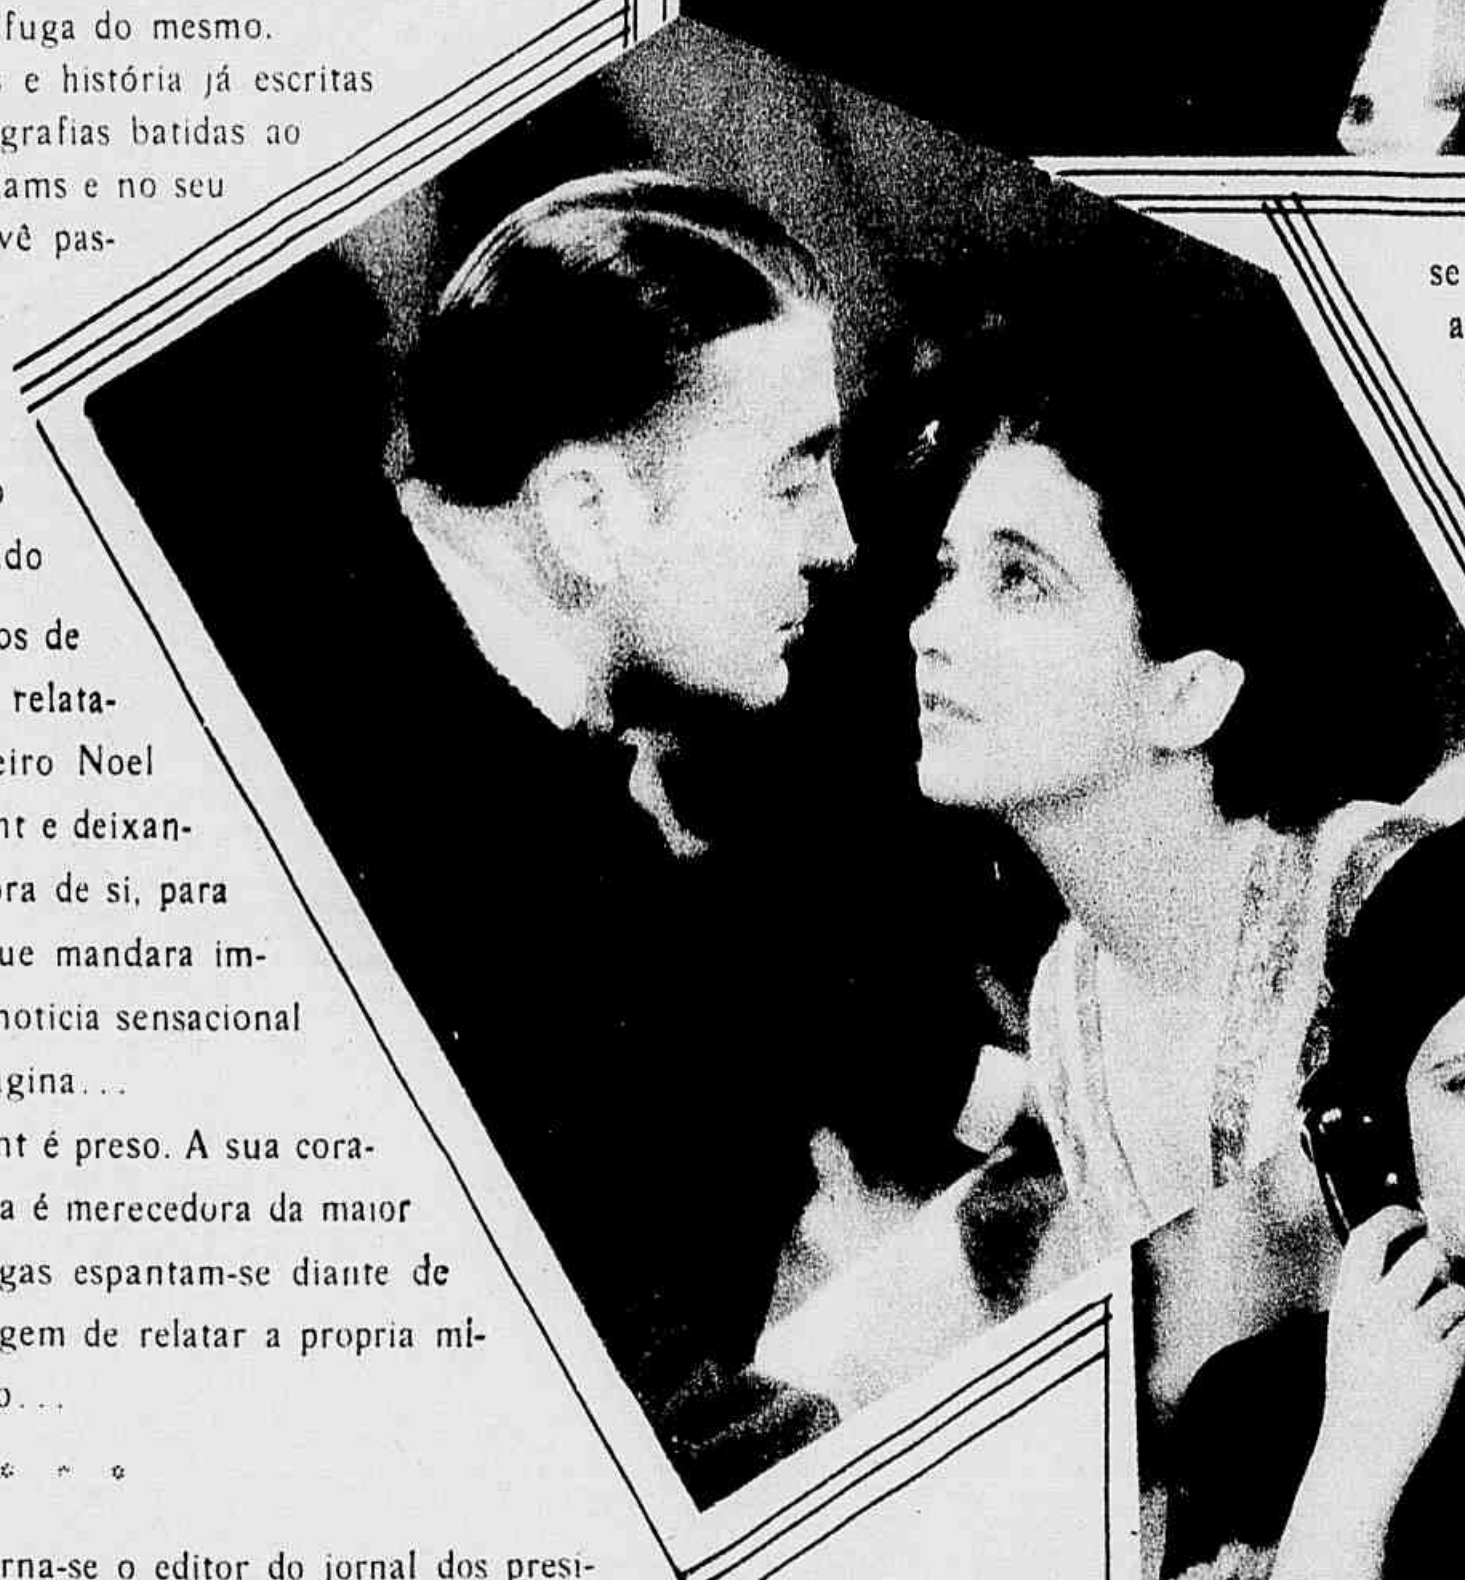 fuga do mesmo.
e história já escritas
grafias batidas ao
ams e no seu
vê pas-
do
os de
relata-
eiro Noel
nt e deixan-
ora de si, para
ue mandara im-
noticia sensacional
gina...
nt é preso. A sua cora-
a é merecedora da maior
gas espantam-se diante de
gem de relatar a propria mi-
o...
* * *
rna-se o editor do jornal dos presi-
se
a